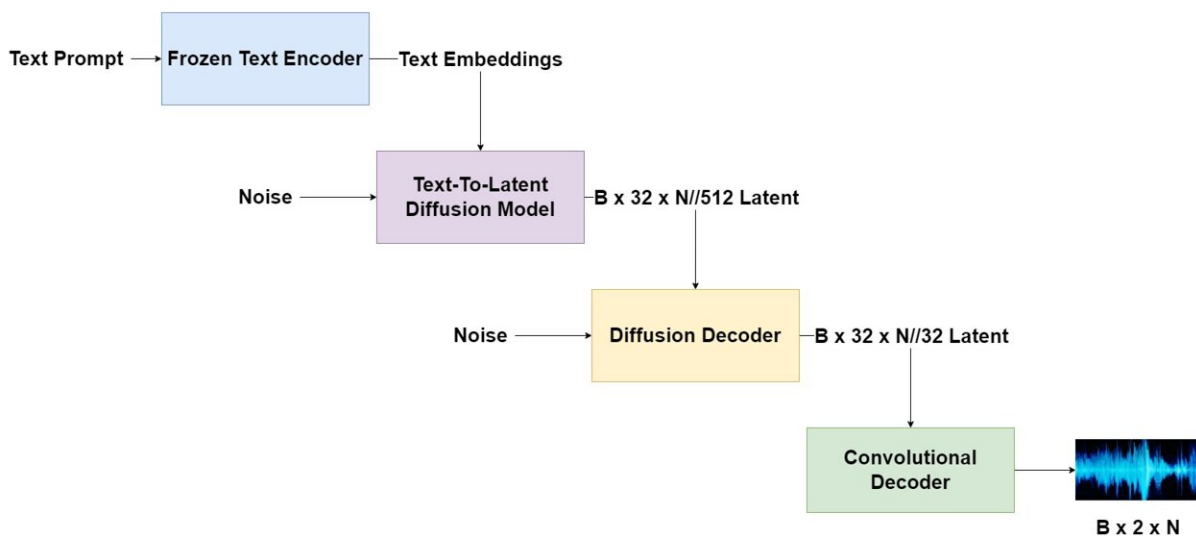 Text Prompt
Frozen Text Encoder
Text Embeddings
Noise
Text-To-Latent
Diffusion Model
B x 32 x N//512 Latent
Noise
Diffusion Decoder
B x 32 x N//32 Latent
Convolutional
Decoder
B x 2 x N